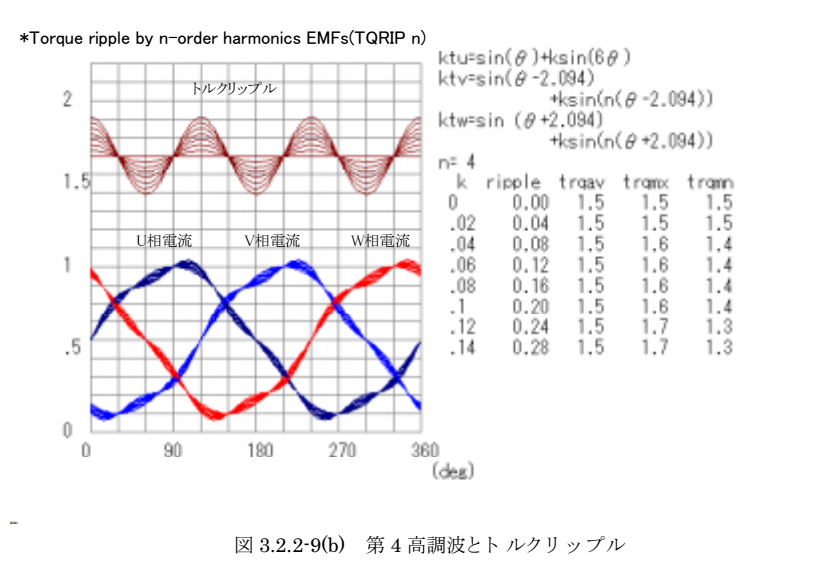 *Torque ripple by n-order harmonics EMFs(TQRIP n)
ktu=sin(θ)+ksin(6θ)
ktv=sin(θ-2.094)
+ksin(n(θ-2.094))
ktw=sin (θ+2.094)
+ksin(n(θ+2.094))
n= 4
k ripple trqav trqmx trqmn
0 0.00 1.5 1.5 1.5
.02 0.04 1.5 1.5 1.5
.04 0.08 1.5 1.6 1.4
.06 0.12 1.5 1.6 1.4
.08 0.16 1.5 1.6 1.4
.1 0.20 1.5 1.6 1.4
.12 0.24 1.5 1.7 1.3
.14 0.28 1.5 1.7 1.3
トルクリップル
U相電流 V相電流 W相電流
2
1.5
1
.5
0
0 90 180 270 360
(deg)
図 3.2.2-9(b) 第 4 高調波とトルクリップル